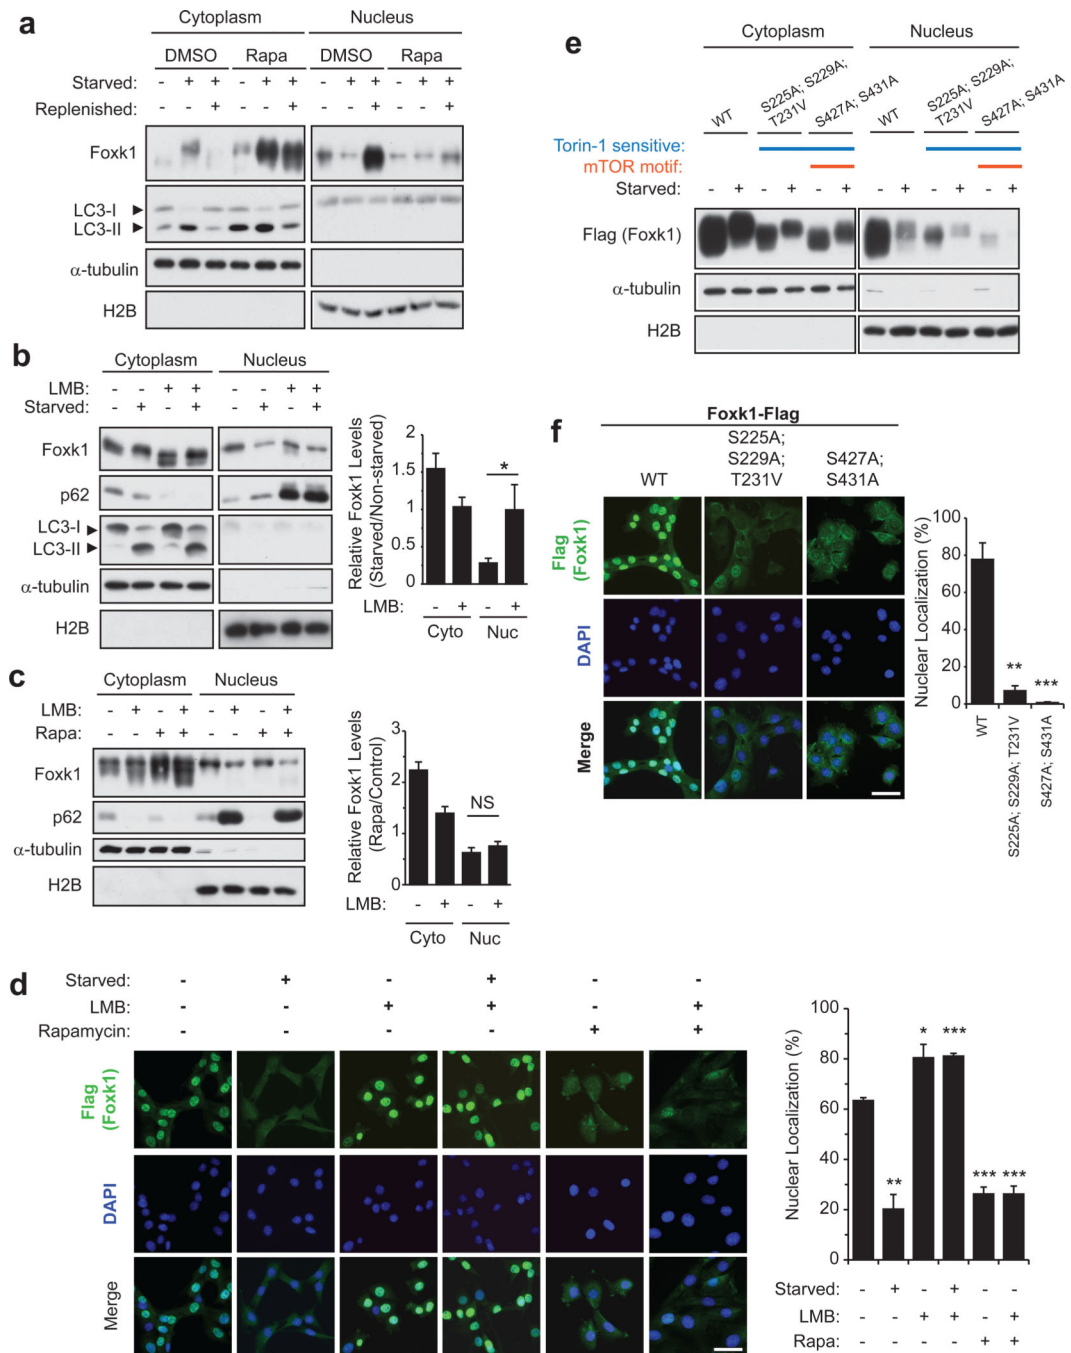 a
Cytoplasm Nucleus
DMSO Rapa DMSO Rapa
Starved: - + + - + + - + + - + +
Replenished: - - + - - + - - + - - +
Foxk1
LC3-I
LC3-II
α-tubulin
H2B
b
Cytoplasm Nucleus
LMB: - - + + - - + +
Starved: - + - + - + - +
Foxk1
p62
LC3-I
LC3-II
α-tubulin
H2B
Relative Foxk1 Levels
(Starved/Non-starved)
2
1.5
1
0.5
0
*
LMB: - + - +
Cyto Nuc
c
Cytoplasm Nucleus
LMB: - + - + - + - +
Rapa: - - + + - - + +
Foxk1
p62
α-tubulin
H2B
Relative Foxk1 Levels
(Rapa/Control)
3
2
1
0
NS
LMB: - + - +
Cyto Nuc
d
Starved: - + - + - -
LMB: - - + + - +
Rapamycin: - - - - + +
Flag
(Foxk1)
DAPI
Merge
Nuclear Localization (%)
100
80
60
40
20
0
** * *** *** ***
Starved: - + - + - -
LMB: - - + + - +
Rapa: - - - - + +
e
Cytoplasm Nucleus
WT
S225A; S229A;
T231V
S427A; S431A
WT
S225A; S229A;
T231V
S427A; S431A
Torin-1 sensitive:
mTOR motif:
Starved: - + - + - + - + - + - +
Flag (Foxk1)
α-tubulin
H2B
f
Foxk1-Flag
WT
S225A;
S229A;
T231V
S427A;
S431A
Flag
(Foxk1)
DAPI
Merge
Nuclear Localization (%)
100
80
60
40
20
0
** ***
WT
S225A; S229A; T231V
S427A; S431A